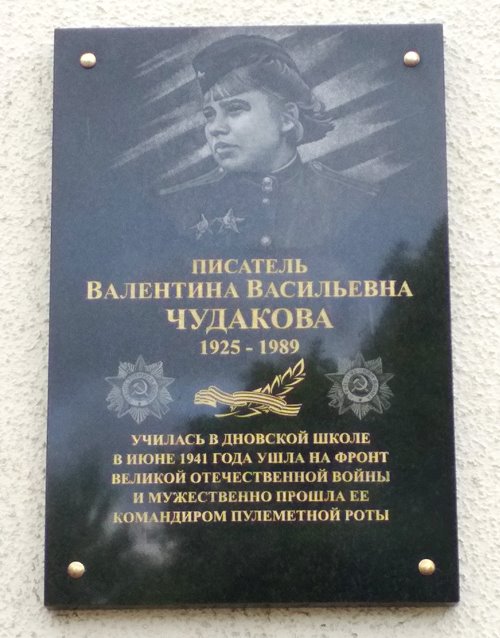 ПИСАТЕЛЬ
ВАЛЕНТИНА ВАСИЛЬЕВНА
ЧУДАКОВА
1925 - 1989
УЧИЛАСЬ В ДНОВСКОЙ ШКОЛЕ
В ИЮНЕ 1941 ГОДА УШЛА НА ФРОНТ
ВЕЛИКОЙ ОТЕЧЕСТВЕННОЙ ВОЙНЫ
И МУЖЕСТВЕННО ПРОШЛА ЕЕ
КОМАНДИРОМ ПУЛЕМЕТНОЙ РОТЫ